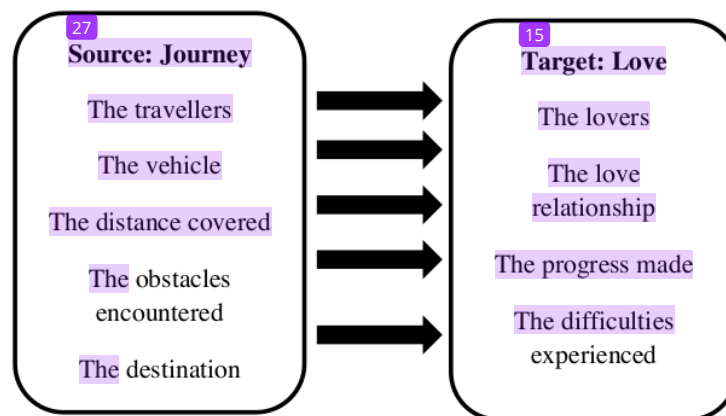 27
Source: Journey
The travellers
The vehicle
The distance covered
The obstacles
encountered
The destination
15
Target: Love
The lovers
The love
relationship
The progress made
The difficulties
experienced